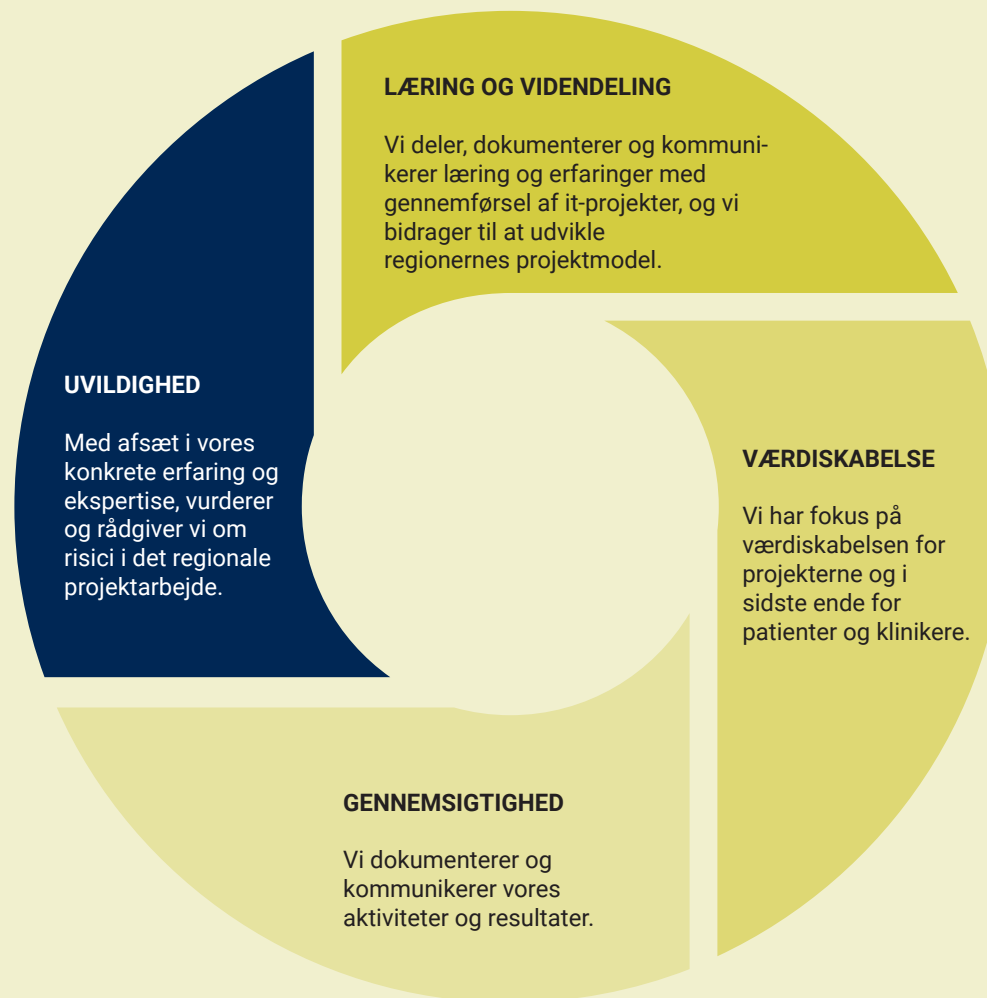 LÆRING OG VIDENDELING
Vi deler, dokumenterer og kommuni-
kerer læring og erfaringer med
gennemførsel af it-projekter, og vi
bidrager til at udvikle
regionernes projektmodel.
UVILDIGHED
Med afsæt i vores
konkrete erfaring og
ekspertise, vurderer
og rådgiver vi om
risici i det regionale
projektarbejde.
VÆRDISKABELSE
Vi har fokus på
værdiskabelsen for
projekterne og i
sidste ende for
patienter og klinikere.
GENNEMSIGTIGHED
Vi dokumenterer og
kommunikerer vores
aktiviteter og resultater.